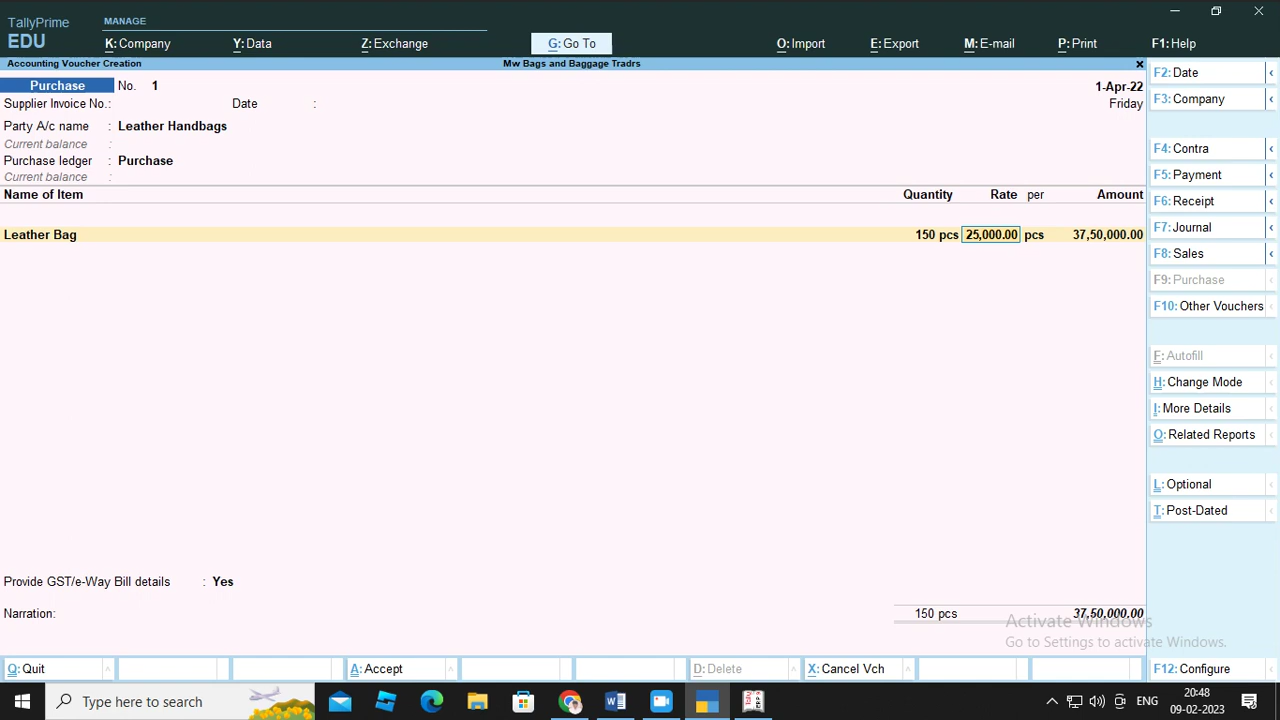 TallyPrime
EDU
MANAGE
K: Company
Y: Data
Z: Exchange
G: Go To
O: Import
E: Export
M: E-mail
P: Print
F1: Help
Accounting Voucher Creation
Mw Bags and Baggage Tradrs
Purchase No. 1
1-Apr-22
Supplier Invoice No.: Date :
Friday
Party A/c name : Leather Handbags
Current balance :
Purchase ledger : Purchase
Current balance :
Name of Item Quantity Rate per Amount
Leather Bag 150 pcs 25,000.00 pcs 37,50,000.00
Provide GST/e-Way Bill details : Yes
Narration: 150 pcs 37,50,000.00
F2: Date
F3: Company
F4: Contra
F5: Payment
F6: Receipt
F7: Journal
F8: Sales
F9: Purchase
F10: Other Vouchers
F: Autofill
H: Change Mode
I: More Details
O: Related Reports
L: Optional
T: Post-Dated
Activate Windows
Go to Settings to activate Windows.
Q: Quit
A: Accept
D: Delete
X: Cancel Vch
F12: Configure
Type here to search
ENG
20:48
09-02-2023